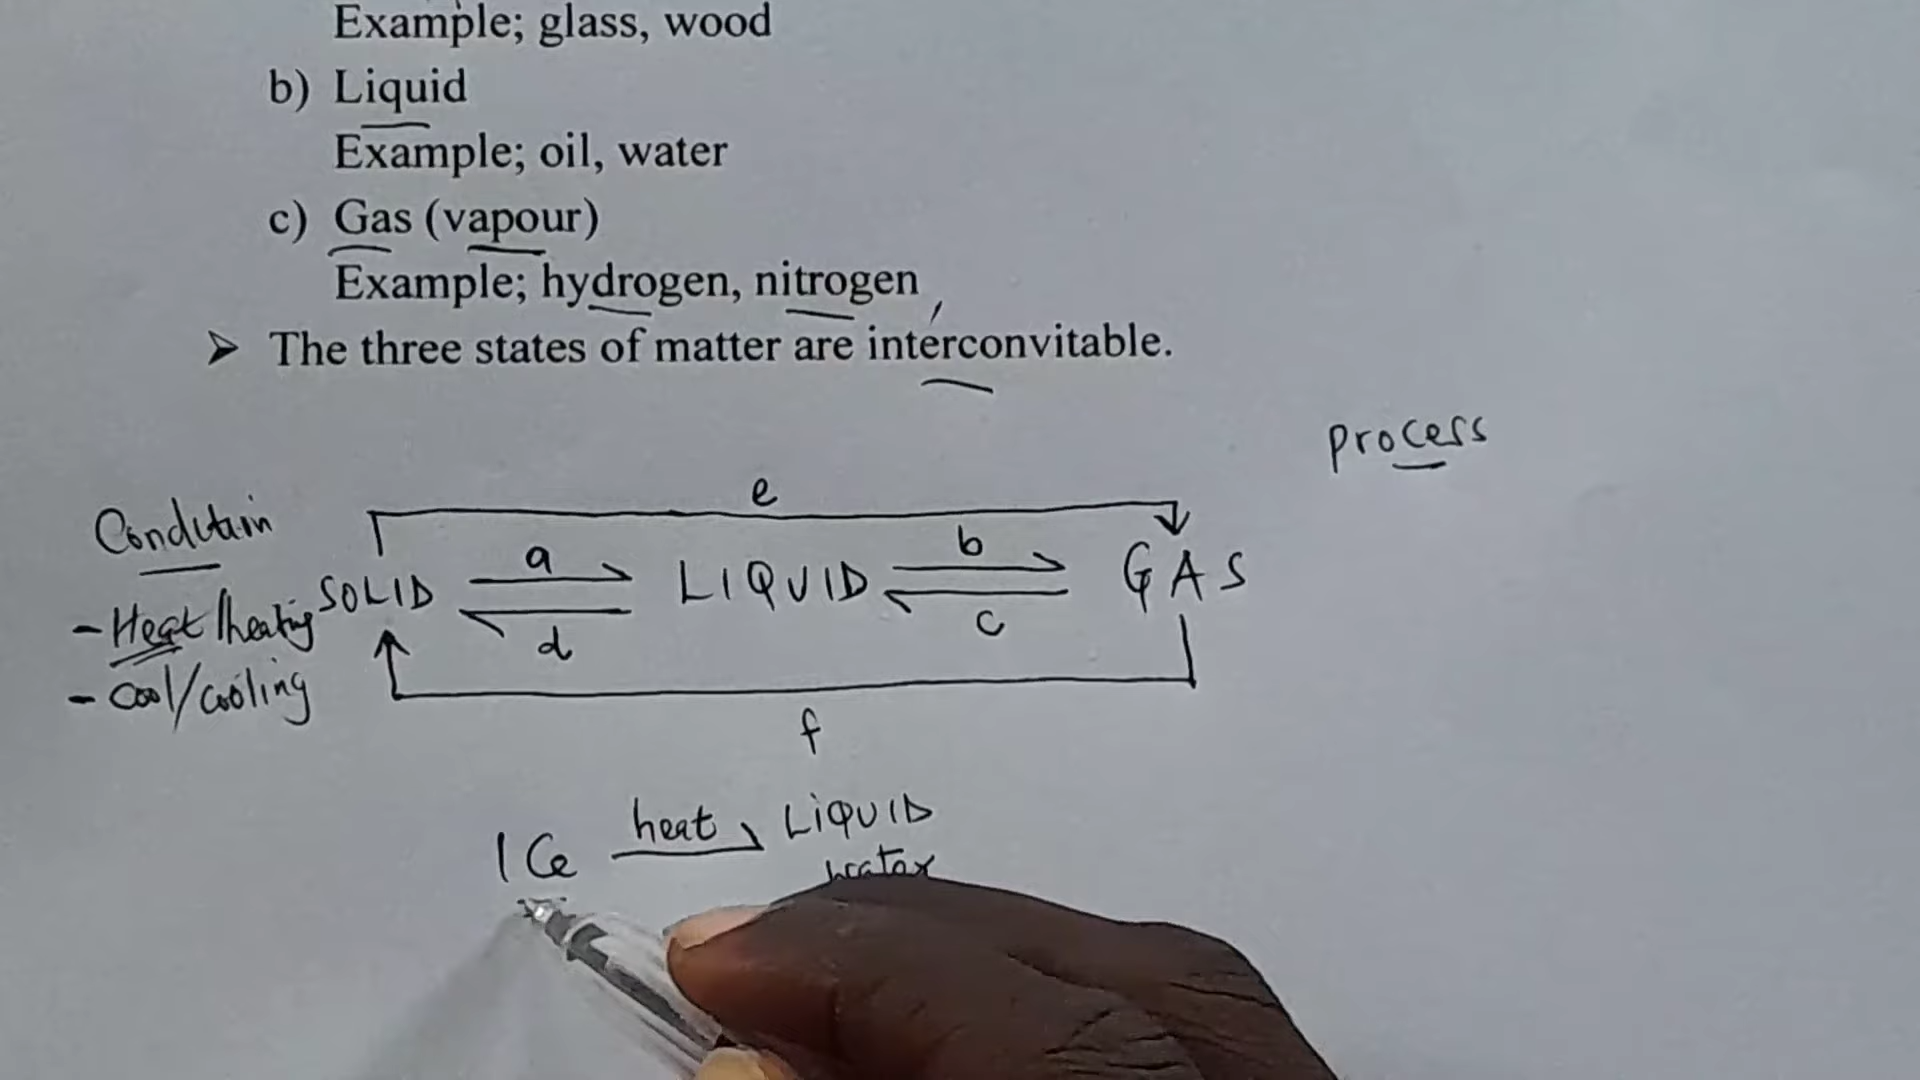 Example; glass, wood
b) Liquid
Example; oil, water
c) Gas (vapour)
Example; hydrogen, nitrogen
➤ The three states of matter are interconvitable.
process
e
Condition
a
b
SOLID
LIQUID
GAS
- Heat/heating
d
c
- Cool/cooling
f
ICe heat LIQUID
water